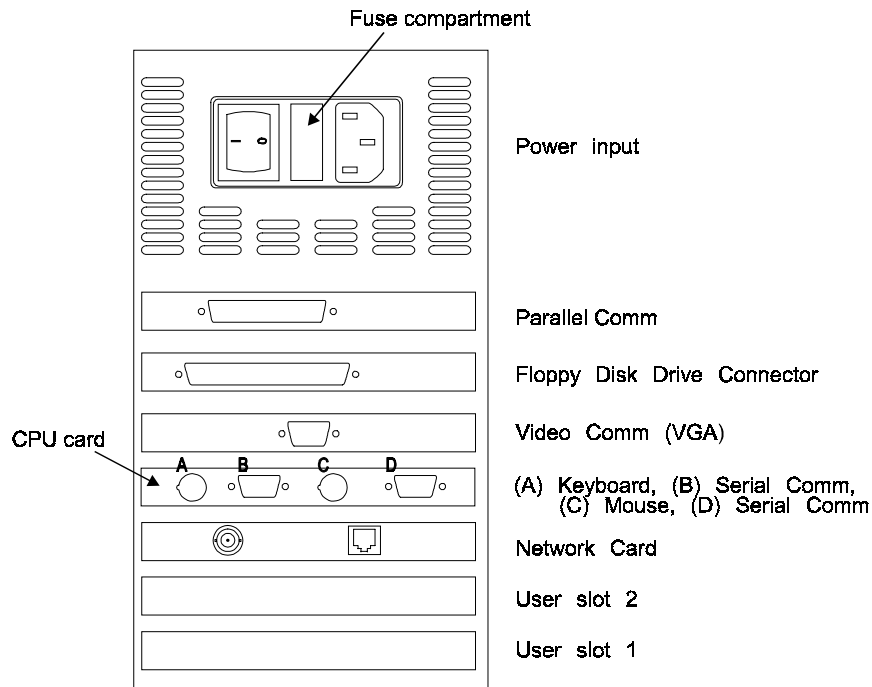 Fuse compartment
I 0
Power input
Parallel Comm
Floppy Disk Drive Connector
Video Comm (VGA)
CPU card
A B C D
(A) Keyboard, (B) Serial Comm,
(C) Mouse, (D) Serial Comm
Network Card
User slot 2
User slot 1